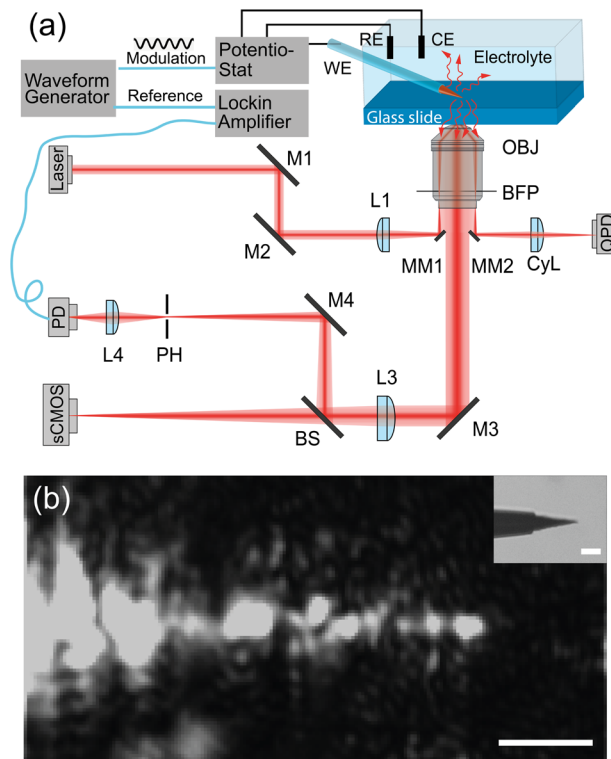 (a)
Modulation
Waveform
Generator
Reference
Potentio-
Stat
Lockin
Amplifier
RE
CE
WE
Electrolyte
Glass slide
OBJ
BFP
Laser
M1
M2
L1
MM1
MM2
CyL
QPD
PD
L4
PH
M4
sCMOS
BS
L3
M3
(b)